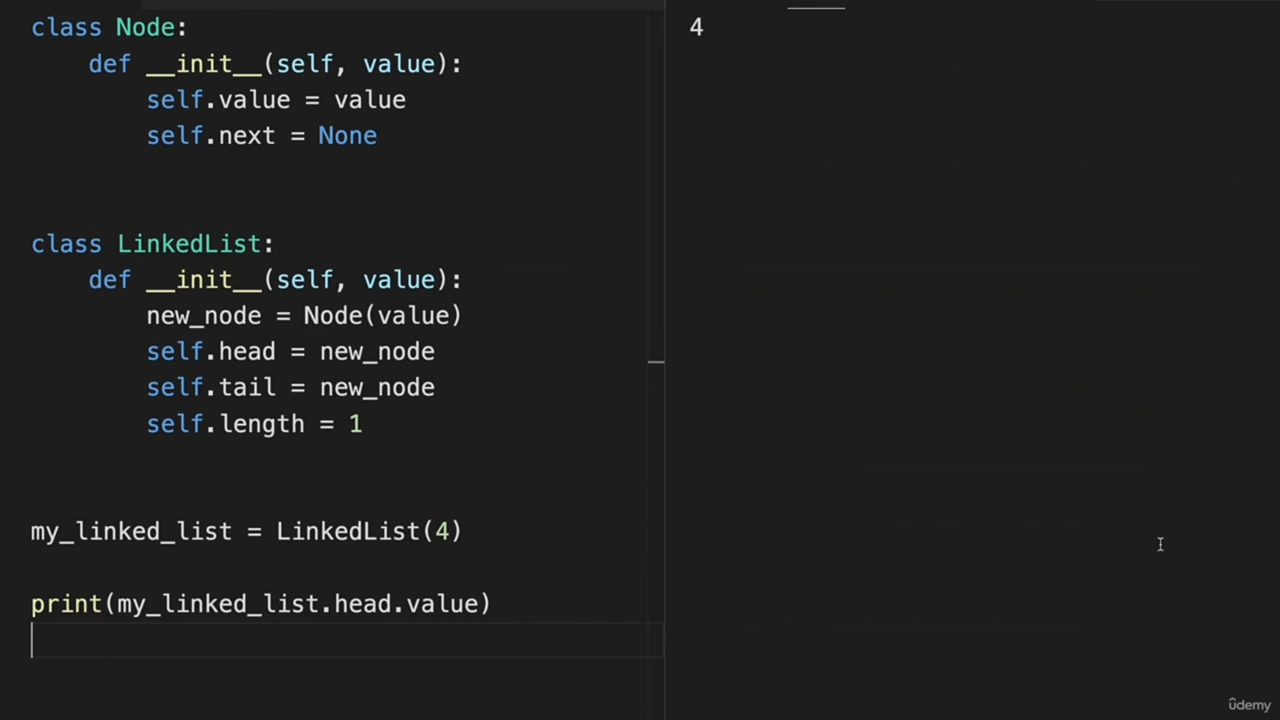 class Node:
    def __init__(self, value):
        self.value = value
        self.next = None
class LinkedList:
    def __init__(self, value):
        new_node = Node(value)
        self.head = new_node
        self.tail = new_node
        self.length = 1
my_linked_list = LinkedList(4)
print(my_linked_list.head.value)
4
ûdemy